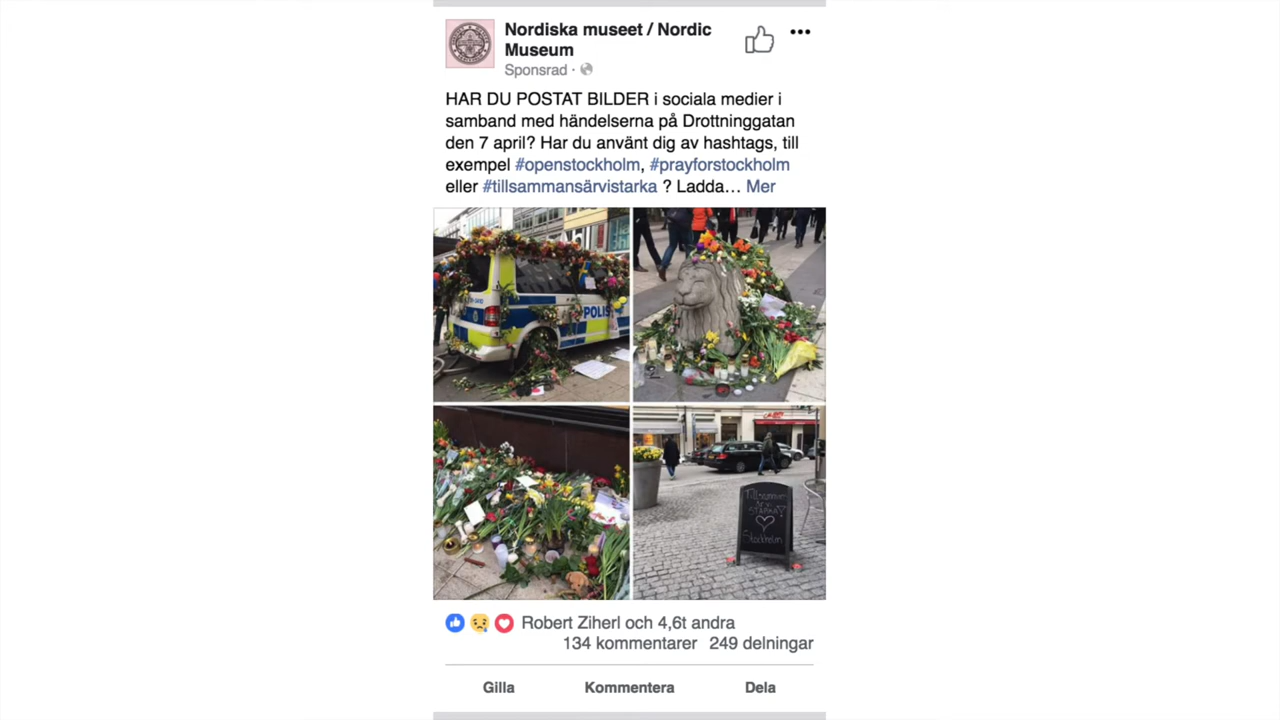 Nordiska museet / Nordic
Museum
Sponsrad ·
HAR DU POSTAT BILDER i sociala medier i
samband med händelserna på Drottninggatan
den 7 april? Har du använt dig av hashtags, till
exempel #openstockholm, #prayforstockholm
eller #tillsammansärvistarka ? Ladda… Mer
POLIS
Tillsammans
STARKA
Stockholm
Robert Ziherl och 4,6t andra
134 kommentarer 249 delningar
Gilla Kommentera Dela